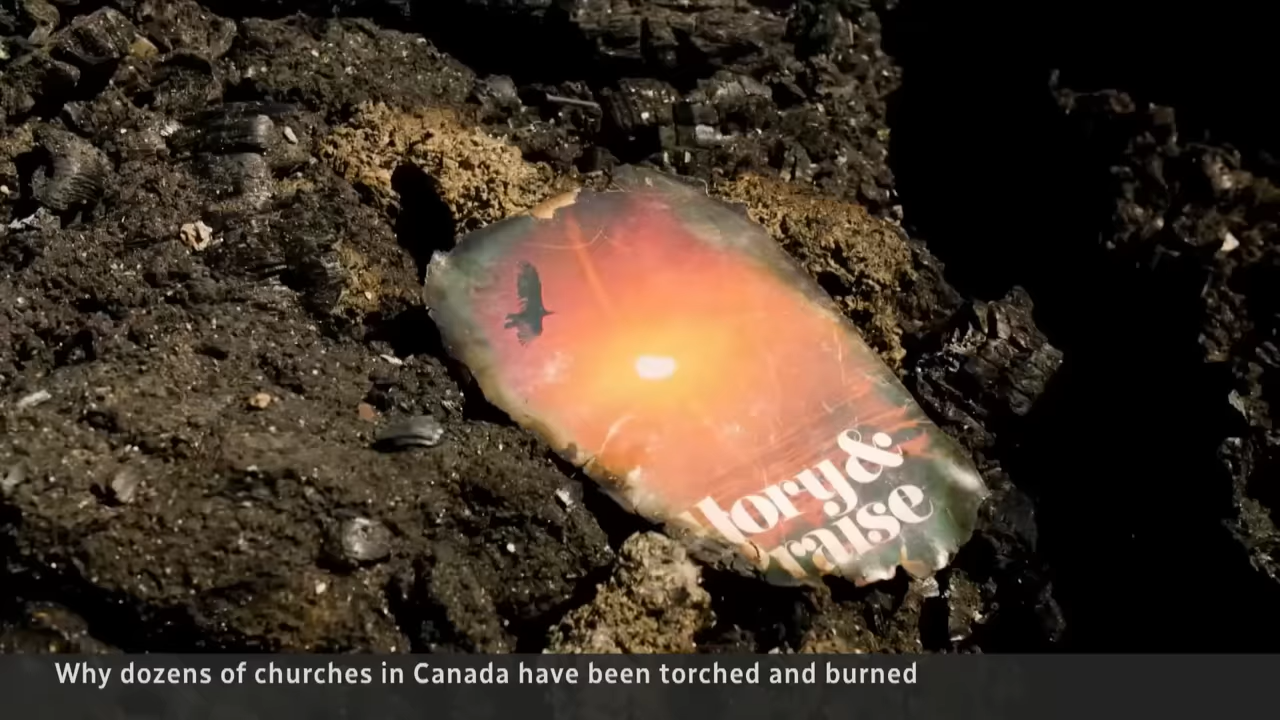 lory &
raise
Why dozens of churches in Canada have been torched and burned